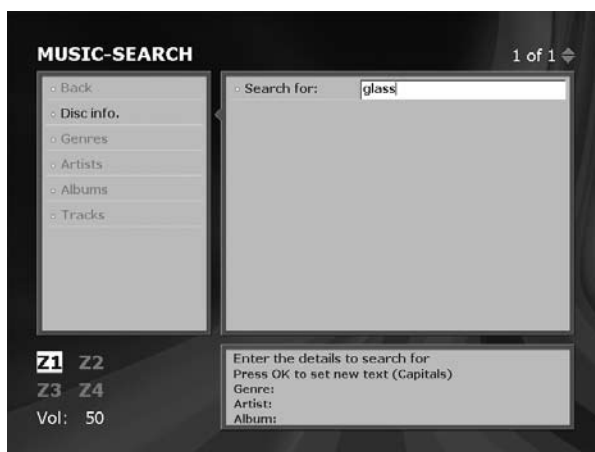 MUSIC-SEARCH
1 of 1
Back
Disc info.
Genres
Artists
Albums
Tracks
Search for: glass
Z1 Z2
Z3 Z4
Vol: 50
Enter the details to search for
Press OK to set new text (Capitals)
Genre:
Artist:
Album: